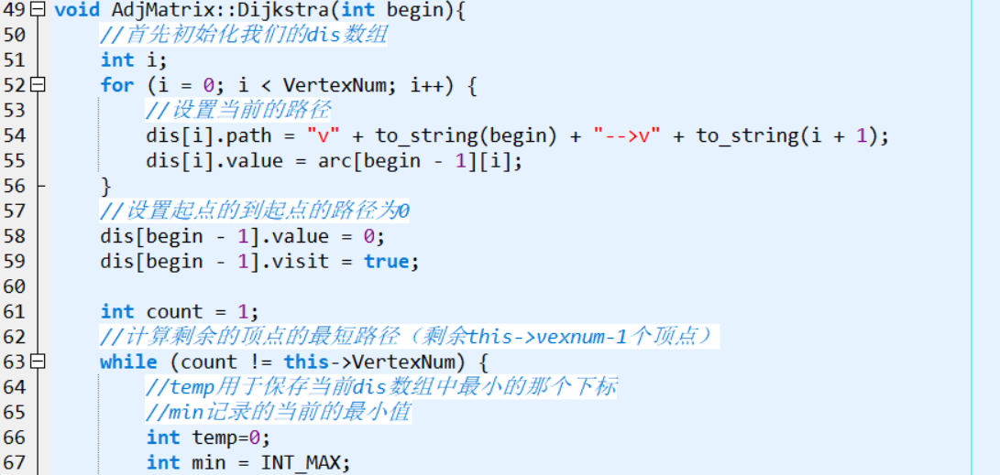 49 void AdjMatrix::Dijkstra(int begin){
50     //首先初始化我们的dis数组
51     int i;
52     for (i = 0; i < VertexNum; i++) {
53         //设置当前的路径
54         dis[i].path = "v" + to_string(begin) + "-->v" + to_string(i + 1);
55         dis[i].value = arc[begin - 1][i];
56     }
57     //设置起点的到起点的路径为0
58     dis[begin - 1].value = 0;
59     dis[begin - 1].visit = true;
60
61     int count = 1;
62     //计算剩余的顶点的最短路径（剩余this->vexnum-1个顶点）
63     while (count != this->VertexNum) {
64         //temp用于保存当前dis数组中最小的那个下标
65         //min记录的当前的最小值
66         int temp=0;
67         int min = INT_MAX;